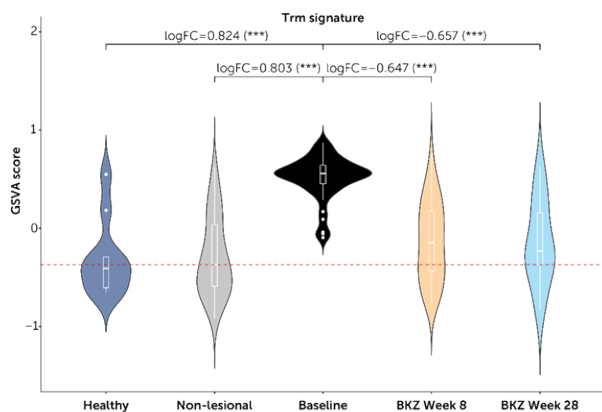 Trm signature
2
logFC=0.824 (***) logFC=−0.657 (***)
logFC=0.803 (***) logFC=−0.647 (***)
1
GSVA score
0
−1
Healthy Non-lesional Baseline BKZ Week 8 BKZ Week 28